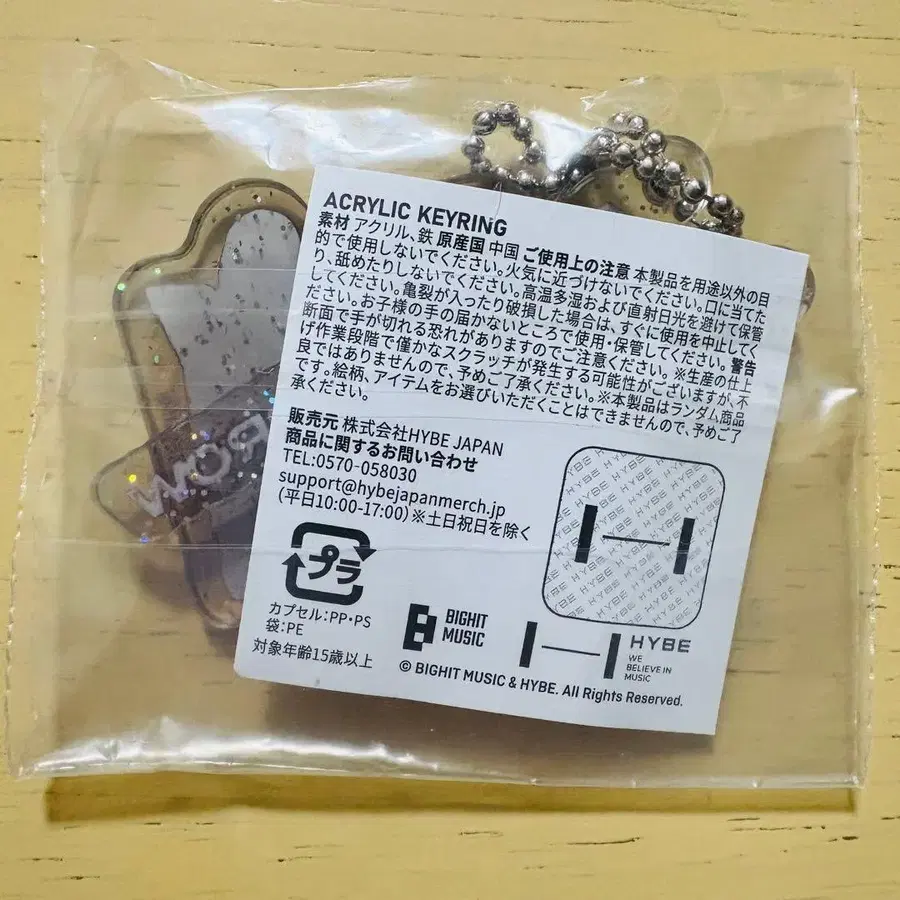 ACRYLIC KEYRING
素材 アクリル、鉄 原産国 中国 ご使用上の注意 本製品を用途以外の目
的で使用しないでください。火気に近づけないでください。口に当てた
り、舐めたりしないでください。高温多湿および直射日光を避けて保管
してください。亀裂が入ったり破損した場合は、すぐに使用を中止してく
ださい。お子様の手の届かないところで使用・保管してください。警告
断面で手が切れる恐れがありますのでご注意ください。※生産の仕上
げ作業段階で僅かなスクラッチが発生する可能性がございますが、不
良ではありませんので、予めご了承ください。※本製品はランダム商品
です。絵柄、アイテムをお選びいただくことはできませんので、予めご了
承ください。
販売元 株式会社HYBE JAPAN
商品に関するお問い合わせ
TEL:0570-058030
support@hybejapanmerch.jp
(平日10:00-17:00)※土日祝日を除く
プラ
カプセル:PP・PS
袋:PE
対象年齢15歳以上
BIGHIT
MUSIC
HYBE
WE
BELIEVE IN
MUSIC
© BIGHIT MUSIC & HYBE. All Rights Reserved.